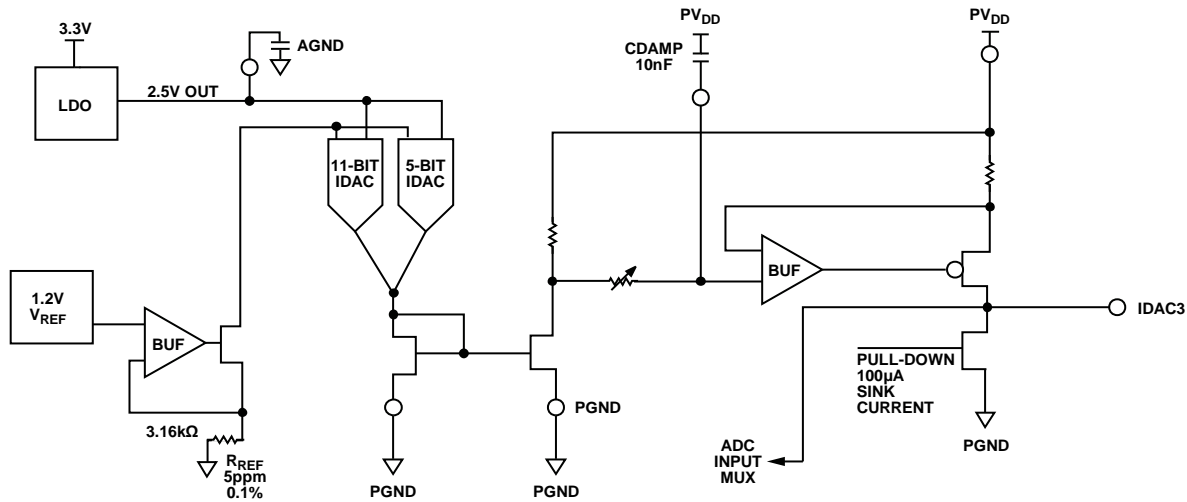 3.3V
LDO
2.5V OUT
AGND
PVDD
CDAMP
10nF
PVDD
11-BIT
IDAC
5-BIT
IDAC
1.2V
VREF
BUF
BUF
IDAC3
3.16kΩ
RREF
5ppm
0.1%
PGND
PGND
PGND
PULL-DOWN
100µA
SINK
CURRENT
PGND
ADC
INPUT
MUX